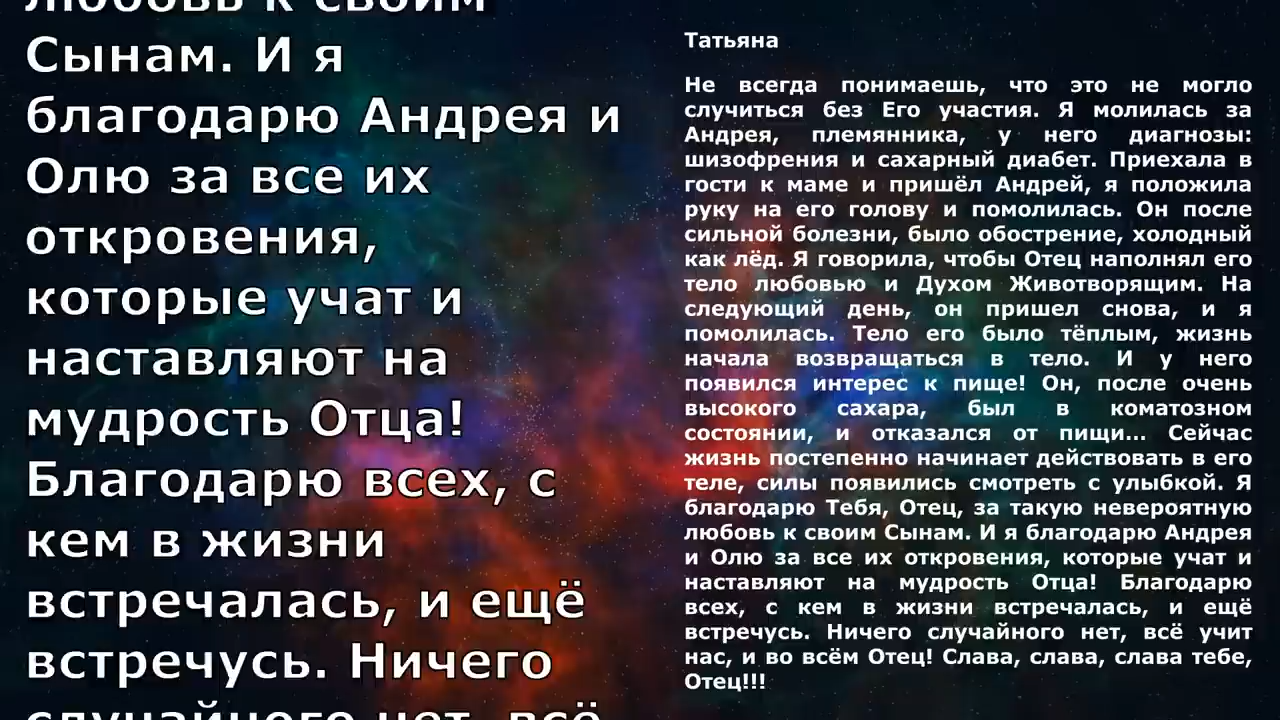 любовь к своим
Сынам. И я
благодарю Андрея и
Олю за все их
откровения,
которые учат и
наставляют на
мудрость Отца!
Благодарю всех, с
кем в жизни
встречалась, и ещё
встречусь. Ничего
случайного нет, всё
Татьяна
Не всегда понимаешь, что это не могло
случиться без Его участия. Я молилась за
Андрея, племянника, у него диагнозы:
шизофрения и сахарный диабет. Приехала в
гости к маме и пришёл Андрей, я положила
руку на его голову и помолилась. Он после
сильной болезни, было обострение, холодный
как лёд. Я говорила, чтобы Отец наполнял его
тело любовью и Духом Животворящим. На
следующий день, он пришел снова, и я
помолилась. Тело его было тёплым, жизнь
начала возвращаться в тело. И у него
появился интерес к пище! Он, после очень
высокого сахара, был в коматозном
состоянии, и отказался от пищи... Сейчас
жизнь постепенно начинает действовать в его
теле, силы появились смотреть с улыбкой. Я
благодарю Тебя, Отец, за такую невероятную
любовь к своим Сынам. И я благодарю Андрея
и Олю за все их откровения, которые учат и
наставляют на мудрость Отца! Благодарю
всех, с кем в жизни встречалась, и ещё
встречусь. Ничего случайного нет, всё учит
нас, и во всём Отец! Слава, слава, слава тебе,
Отец!!!